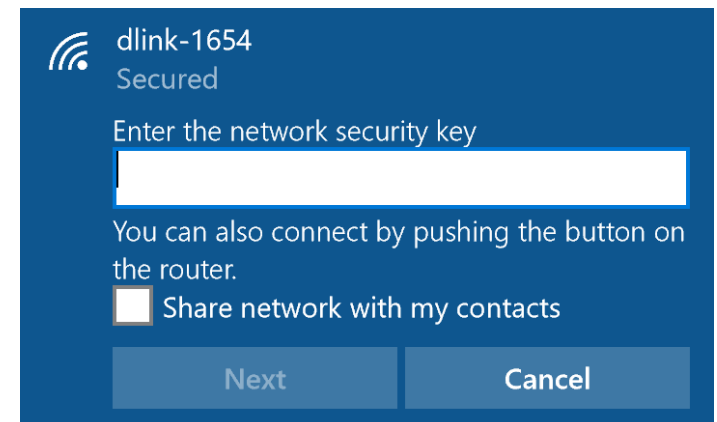 dlink-1654
Secured
Enter the network security key
You can also connect by pushing the button on
the router.
Share network with my contacts
Next
Cancel